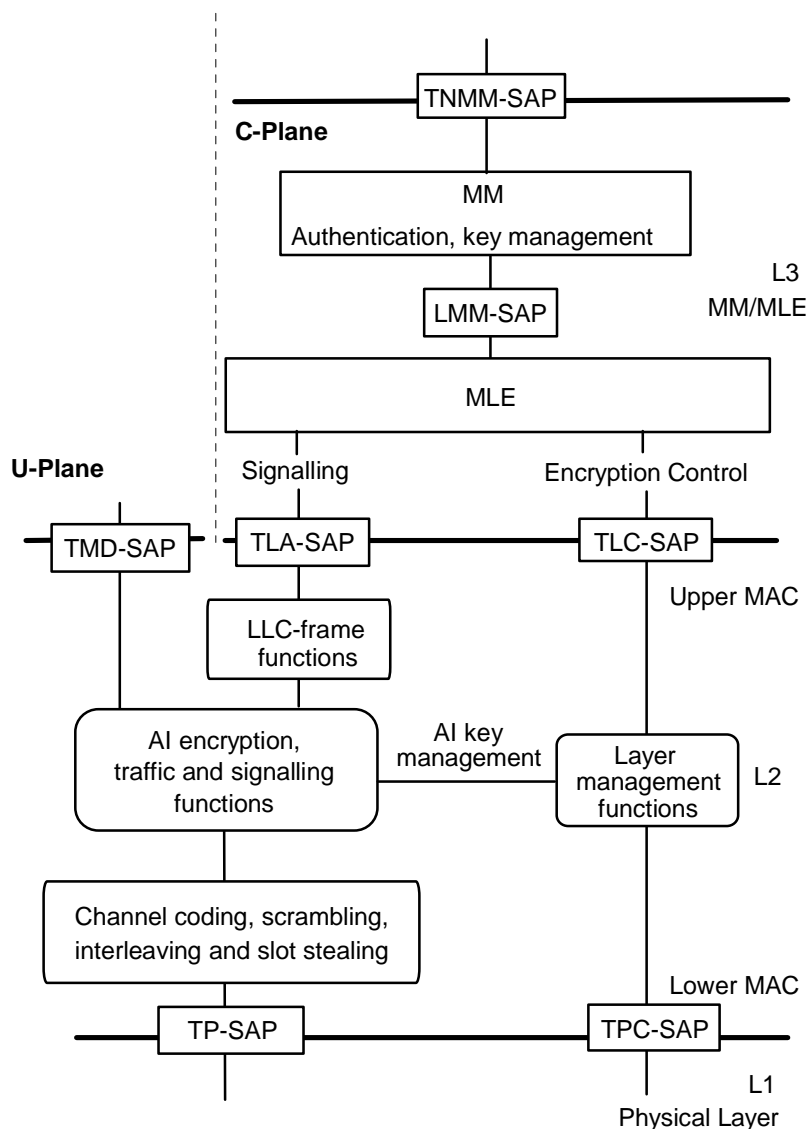 TNMM-SAP
C-Plane
MM
Authentication, key management
L3
MM/MLE
LMM-SAP
MLE
U-Plane
Signalling
Encryption Control
TMD-SAP
TLA-SAP
TLC-SAP
Upper MAC
LLC-frame
functions
AI encryption,
traffic and signalling
functions
AI key
management
Layer
management
functions
L2
Channel coding, scrambling,
interleaving and slot stealing
Lower MAC
TP-SAP
TPC-SAP
L1
Physical Layer